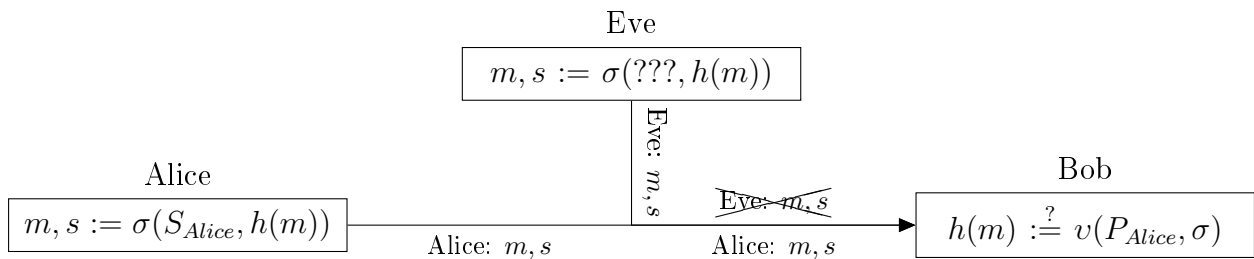 Eve
m, s := σ(???, h(m))
Eve: m, s
Alice
m, s := σ(S_Alice, h(m))
Alice: m, s
Eve: m, s
Alice: m, s
Bob
h(m) ?:= υ(P_Alice, σ)